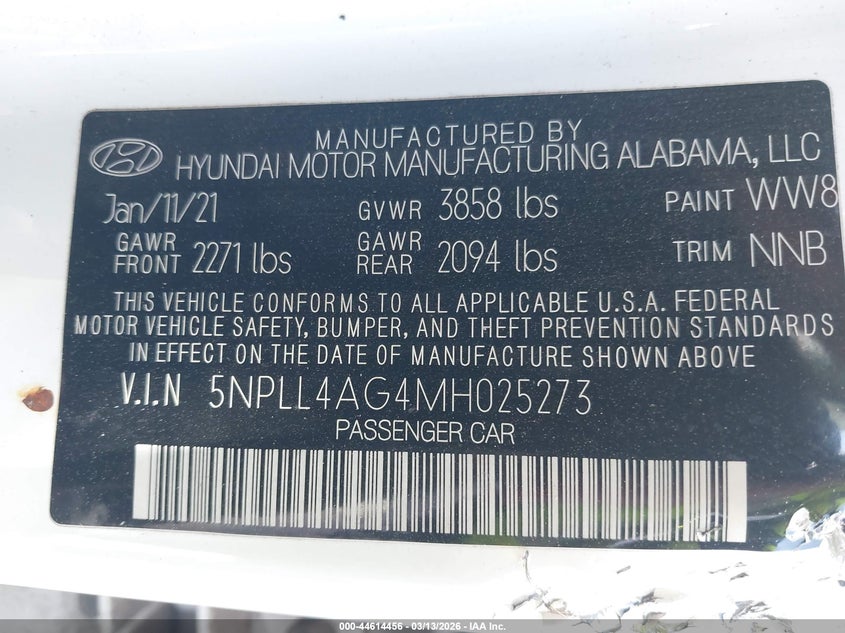 MANUFACTURED BY
HYUNDAI MOTOR MANUFACTURING ALABAMA, LLC
Jan/11/21 GVWR 3858 lbs PAINT WW8
GAWR FRONT 2271 lbs GAWR REAR 2094 lbs TRIM NNB
THIS VEHICLE CONFORMS TO ALL APPLICABLE U.S.A. FEDERAL
MOTOR VEHICLE SAFETY, BUMPER, AND THEFT PREVENTION STANDARDS
IN EFFECT ON THE DATE OF MANUFACTURE SHOWN ABOVE
V.I.N 5NPLL4AG4MH025273
PASSENGER CAR
000-44614456 - 03/13/2026 - IAA Inc.